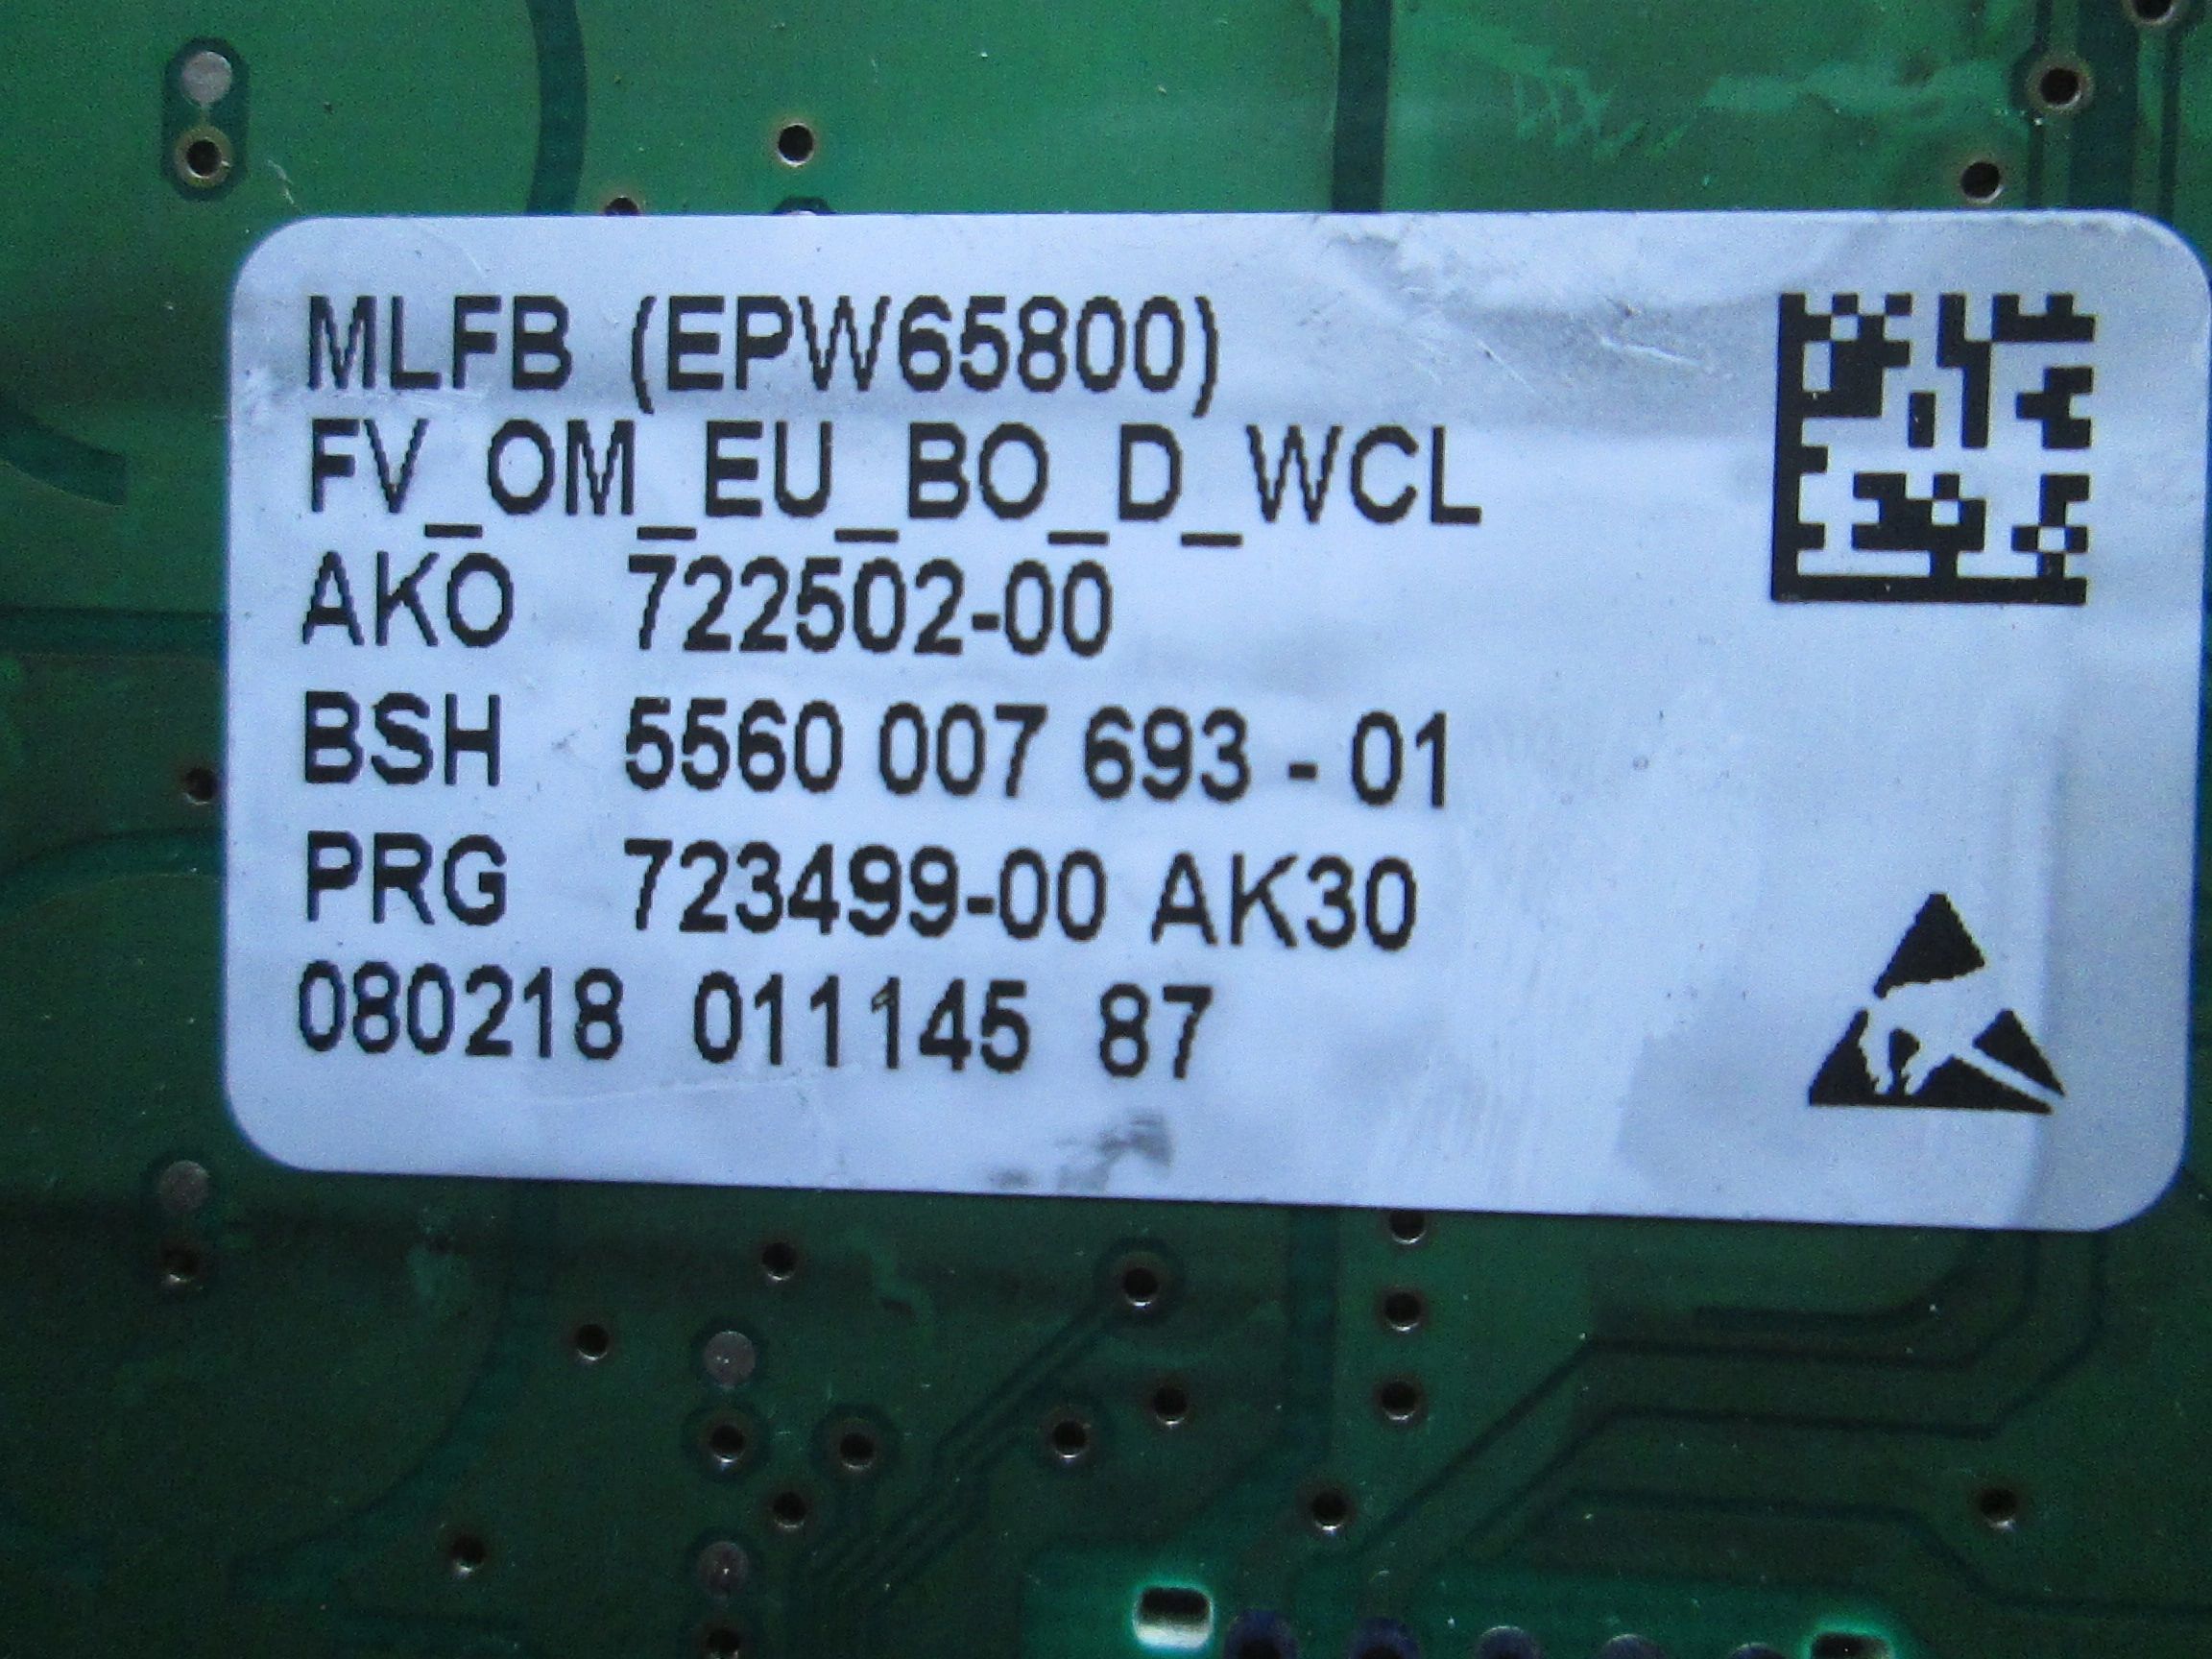 MLFB (EPW65800)
FV_OM_EU_BO_D_WCL
AKO 722502-00
BSH 5560 007 693 - 01
PRG 723499-00 AK30
080218 011145 87